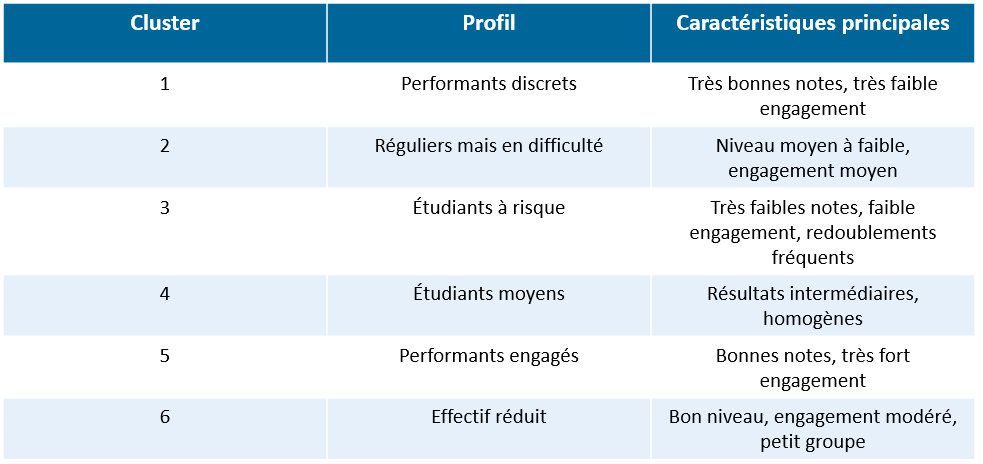 Cluster Profil Caractéristiques principales
1 Performants discrets Très bonnes notes, très faible
engagement
2 Réguliers mais en difficulté Niveau moyen à faible,
engagement moyen
3 Étudiants à risque Très faibles notes, faible
engagement, redoublements
fréquents
4 Étudiants moyens Résultats intermédiaires,
homogènes
5 Performants engagés Bonnes notes, très fort
engagement
6 Effectif réduit Bon niveau, engagement modéré,
petit groupe